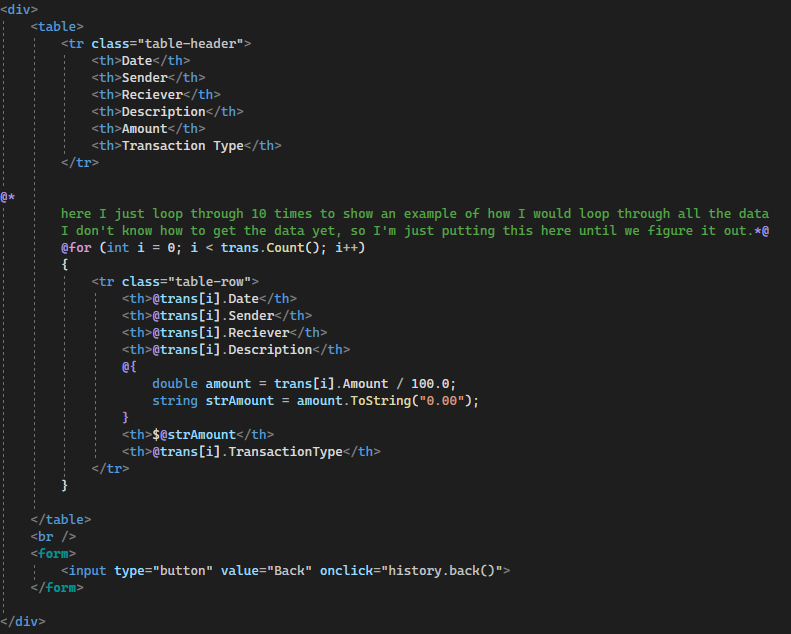 <div>
<table>
<tr class="table-header">
<th>Date</th>
<th>Sender</th>
<th>Reciever</th>
<th>Description</th>
<th>Amount</th>
<th>Transaction Type</th>
</tr>
@*
here I just loop through 10 times to show an example of how I would loop through all the data
I don't know how to get the data yet, so I'm just putting this here until we figure it out.*@
@for (int i = 0; i < trans.Count(); i++)
{
<tr class="table-row">
<th>@trans[i].Date</th>
<th>@trans[i].Sender</th>
<th>@trans[i].Reciever</th>
<th>@trans[i].Description</th>
@{
double amount = trans[i].Amount / 100.0;
string strAmount = amount.ToString("0.00");
}
<th>$@strAmount</th>
<th>@trans[i].TransactionType</th>
</tr>
}
</table>
<br />
<form>
<input type="button" value="Back" onclick="history.back()">
</form>
</div>